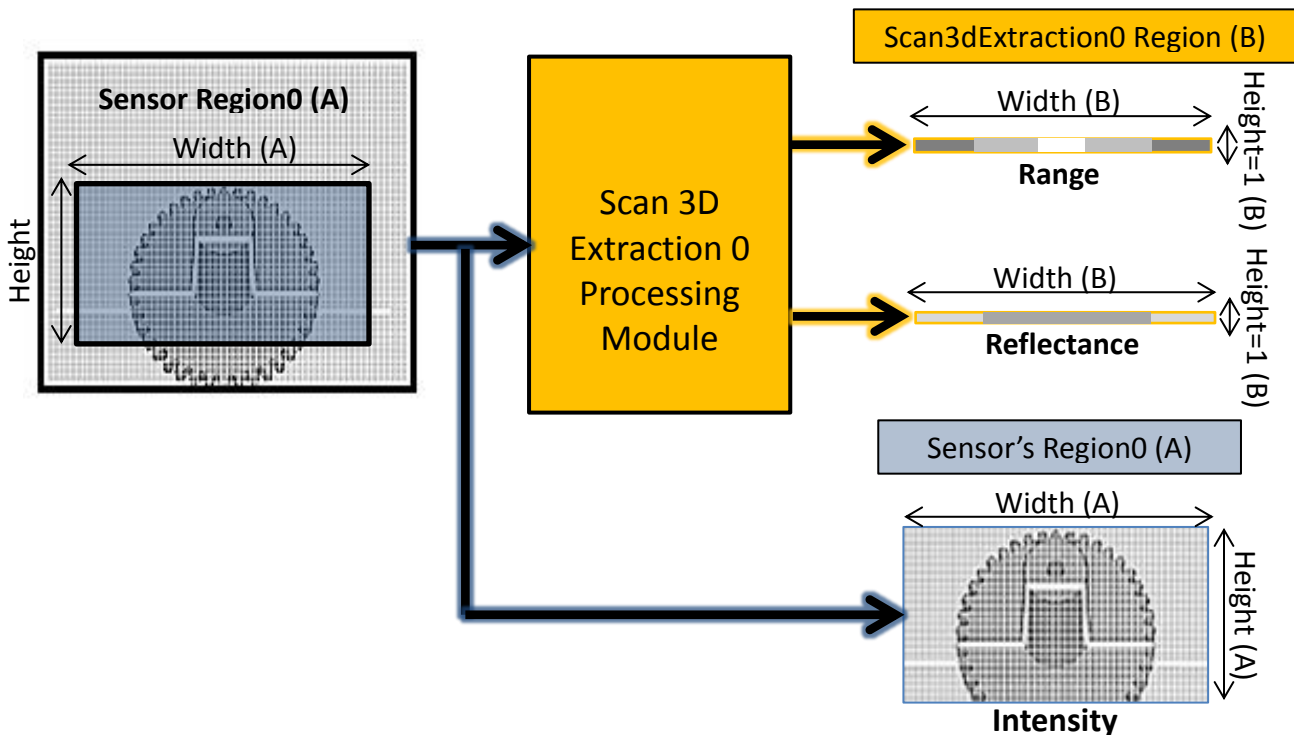 Sensor Region0 (A)
Width (A)
Height
Scan 3D
Extraction 0
Processing
Module
Scan3dExtraction0 Region (B)
Width (B)
Height=1 (B)
Range
Width (B)
Height=1 (B)
Reflectance
Sensor's Region0 (A)
Width (A)
Height (A)
Intensity